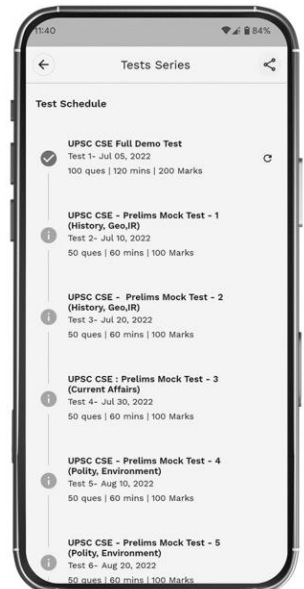 11:40
84%
Tests Series
Test Schedule
UPSC CSE Full Demo Test
Test 1- Jul 05, 2022
100 ques | 120 mins | 200 Marks
UPSC CSE - Prelims Mock Test - 1
(History, Geo,IR)
Test 2- Jul 10, 2022
50 ques | 60 mins | 100 Marks
UPSC CSE -  Prelims Mock Test - 2
(History, Geo,IR)
Test 3- Jul 20, 2022
50 ques | 60 mins | 100 Marks
UPSC CSE : Prelims Mock Test - 3
(Current Affairs)
Test 4- Jul 30, 2022
50 ques | 60 mins | 100 Marks
UPSC CSE - Prelims Mock Test - 4
(Polity, Environment)
Test 5- Aug 10, 2022
50 ques | 60 mins | 100 Marks
UPSC CSE - Prelims Mock Test - 5
(Polity, Environment)
Test 6- Aug 20, 2022
50 ques | 60 mins | 100 Marks